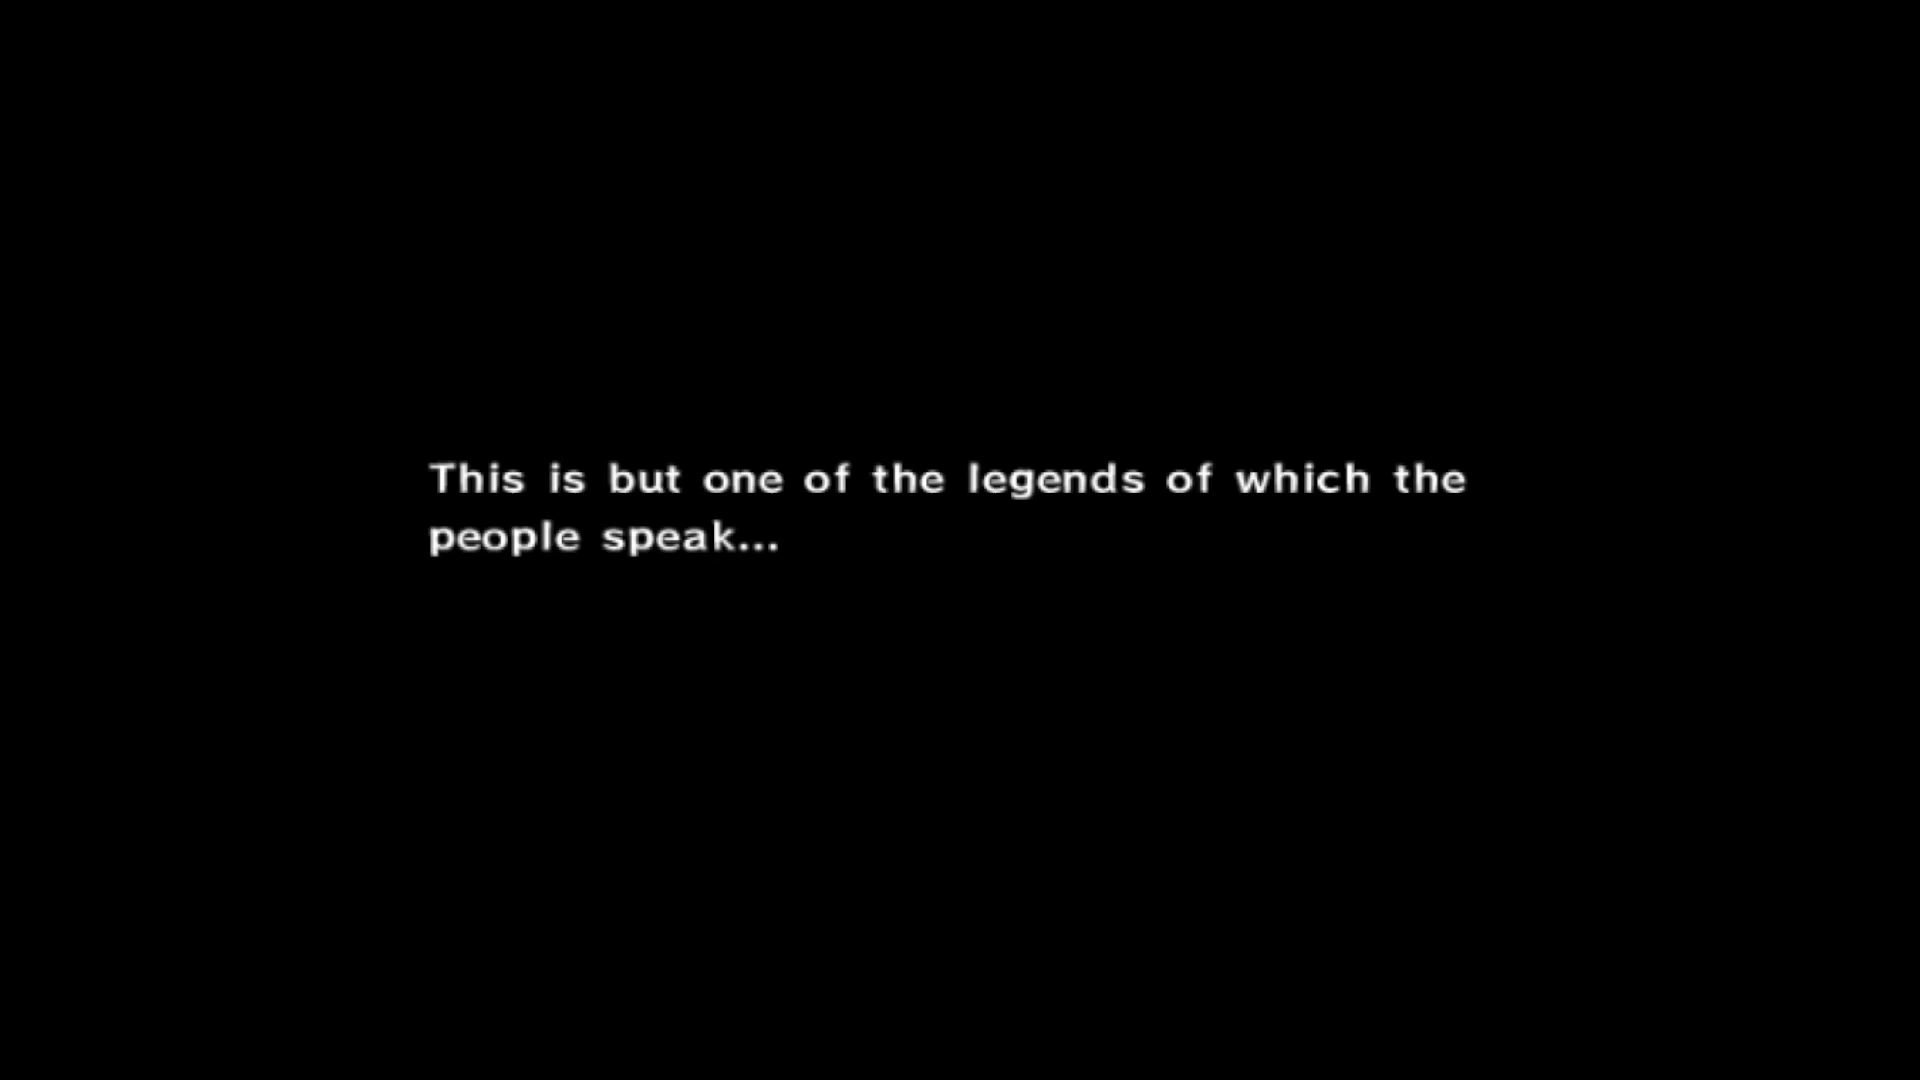 This is but one of the legends of which the
people speak...